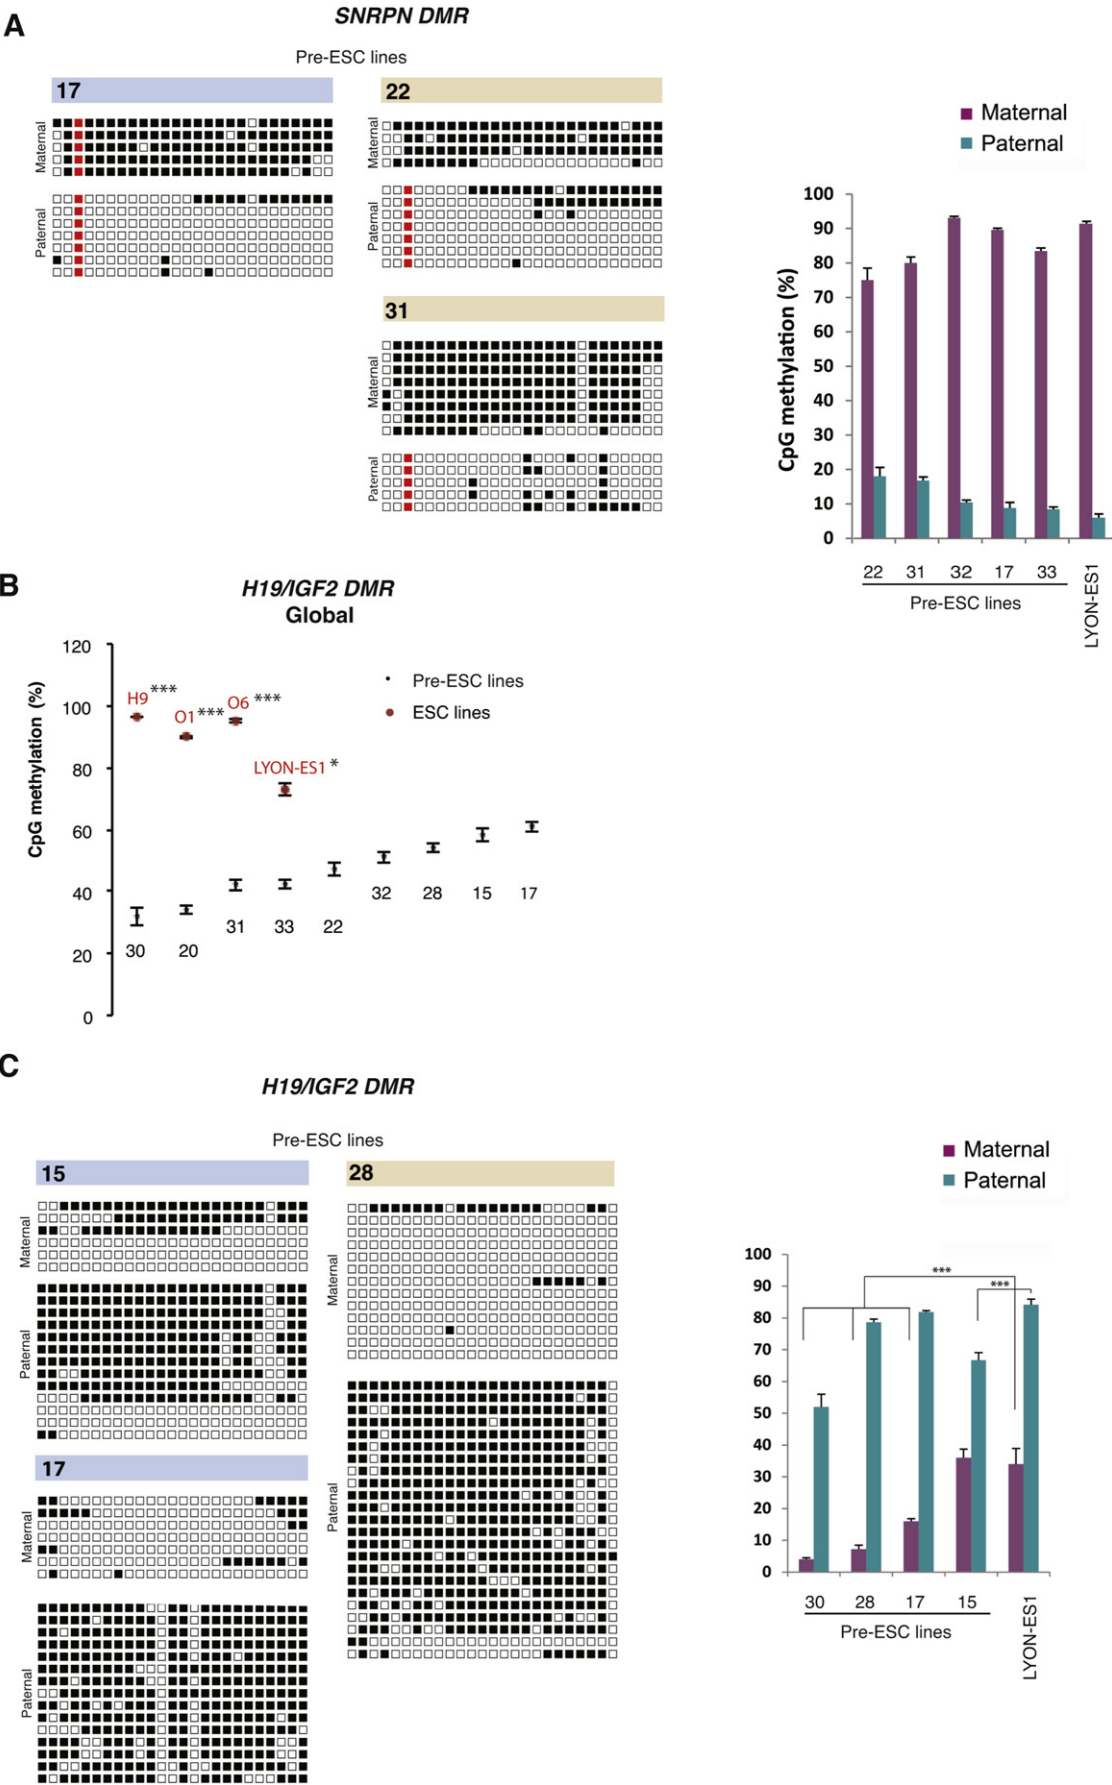 A
SNRPN DMR
Pre-ESC lines
17
Maternal
Paternal
22
Maternal
Paternal
31
Maternal
Paternal
Maternal
Paternal
CpG methylation (%)
100
90
80
70
60
50
40
30
20
10
0
22 31 32 17 33 LYON-ES1
Pre-ESC lines
B
H19/IGF2 DMR
Global
CpG methylation (%)
120
100
80
60
40
20
0
H9 ***
O1 ***
O6 ***
LYON-ES1 *
Pre-ESC lines
ESC lines
30 20 31 33 22 32 28 15 17
C
H19/IGF2 DMR
Pre-ESC lines
15
Maternal
Paternal
17
Maternal
Paternal
28
Maternal
Paternal
Maternal
Paternal
100
90
80
70
60
50
40
30
20
10
0
***
***
30 28 17 15 LYON-ES1
Pre-ESC lines